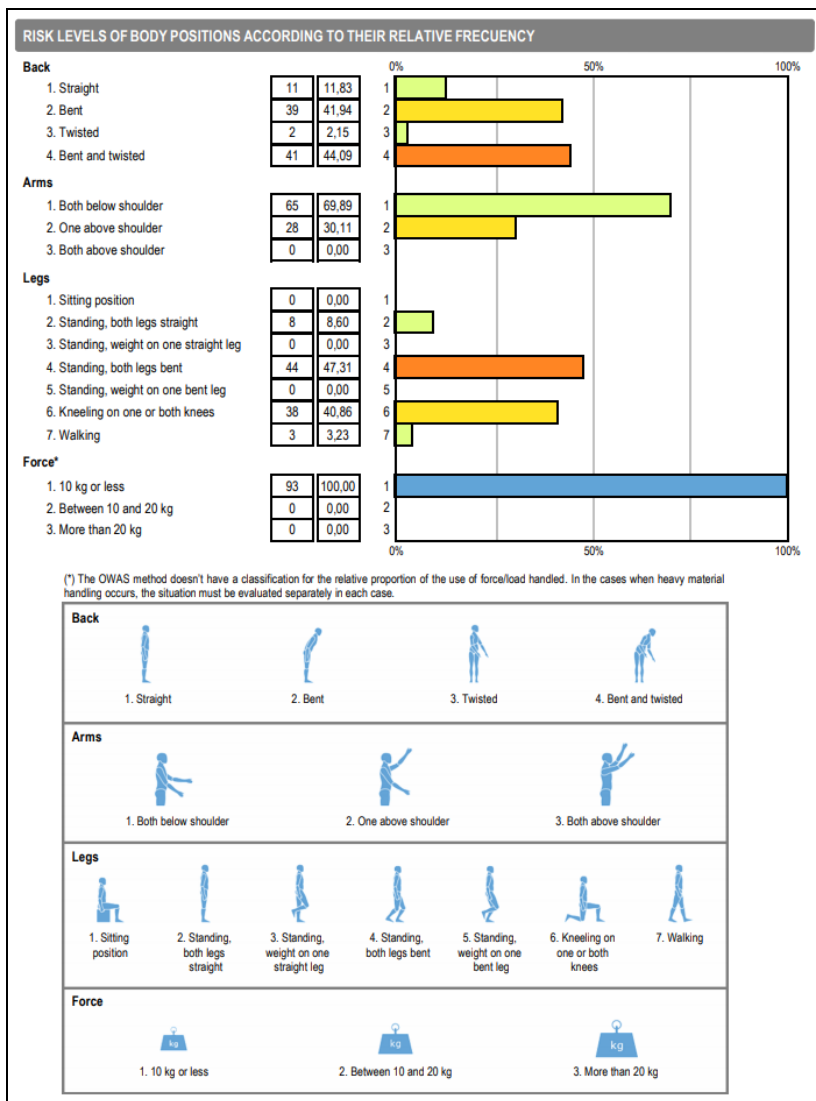 RISK LEVELS OF BODY POSITIONS ACCORDING TO THEIR RELATIVE FRECUENCY
Back 0% 50% 100%
1. Straight 11 11,83 1
2. Bent 39 41,94 2
3. Twisted 2 2,15 3
4. Bent and twisted 41 44,09 4
Arms
1. Both below shoulder 65 69,89 1
2. One above shoulder 28 30,11 2
3. Both above shoulder 0 0,00 3
Legs
1. Sitting position 0 0,00 1
2. Standing, both legs straight 8 8,60 2
3. Standing, weight on one straight leg 0 0,00 3
4. Standing, both legs bent 44 47,31 4
5. Standing, weight on one bent leg 0 0,00 5
6. Kneeling on one or both knees 38 40,86 6
7. Walking 3 3,23 7
Force*
1. 10 kg or less 93 100,00 1
2. Between 10 and 20 kg 0 0,00 2
3. More than 20 kg 0 0,00 3
0% 50% 100%
(*) The OWAS method doesn't have a classification for the relative proportion of the use of force/load handled. In the cases when heavy material
handling occurs, the situation must be evaluated separately in each case.
Back
1. Straight 2. Bent 3. Twisted 4. Bent and twisted
Arms
1. Both below shoulder 2. One above shoulder 3. Both above shoulder
Legs
1. Sitting 2. Standing, 3. Standing, 4. Standing, 5. Standing, 6. Kneeling on 7. Walking
position both legs weight on one both legs bent weight on one one or both
straight straight leg bent leg knees
Force
kg kg kg
1. 10 kg or less 2. Between 10 and 20 kg 3. More than 20 kg